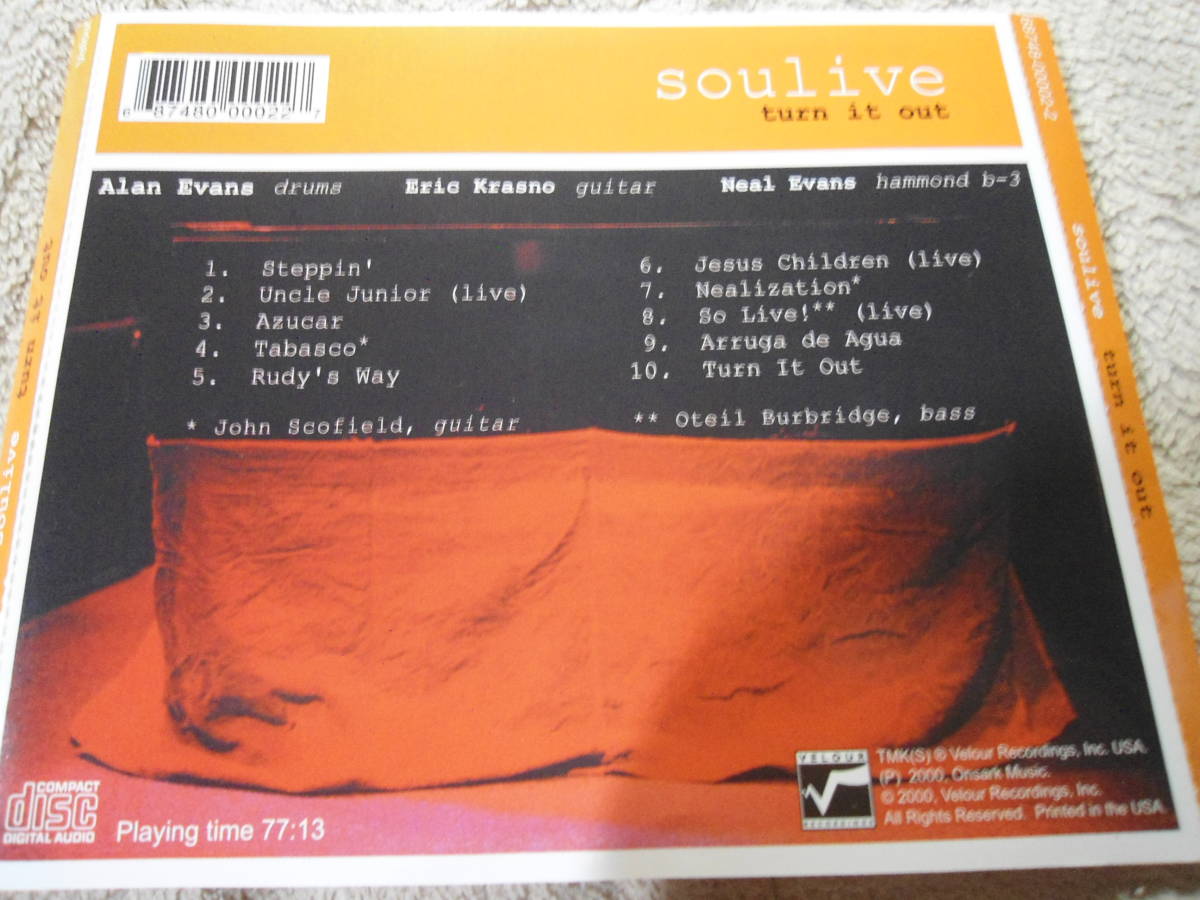 6 87480 00022 7
soulive
turn it out
Alan Evans drums Eric Krasno guitar Neal Evans hammond b=3
1. Steppin'
2. Uncle Junior (live)
3. Azucar
4. Tabasco*
5. Rudy's Way
* John Scofield, guitar
6. Jesus Children (live)
7. Nealization*
8. So Live!** (live)
9. Arruga de Agua
10. Turn It Out
** Oteil Burbridge, bass
COMPACT
disc
DIGITAL AUDIO
Playing time 77:13
VELOUR
RECORDINGS
TMK(S) ® Velour Recordings, Inc. USA.
(P) 2000, Onsark Music.
© 2000, Velour Recordings, Inc.
All Rights Reserved. Printed in the USA.
soulive turn it out
68748-00002-2
soulive turn it out